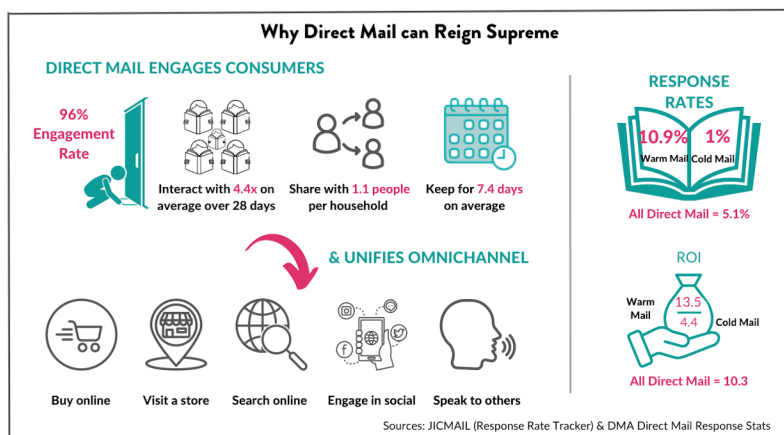 Why Direct Mail can Reign Supreme
DIRECT MAIL ENGAGES CONSUMERS
96%
Engagement
Rate
Interact with 4.4x on
average over 28 days
Share with 1.1 people
per household
Keep for 7.4 days
on average
& UNIFIES OMNICHANNEL
Buy online
Visit a store
Search online
Engage in social
Speak to others
RESPONSE
RATES
10.9%
Warm Mail
1%
Cold Mail
All Direct Mail = 5.1%
ROI
Warm
Mail
13.5
4.4
Cold Mail
All Direct Mail = 10.3
Sources: JICMAIL (Response Rate Tracker) & DMA Direct Mail Response Stats